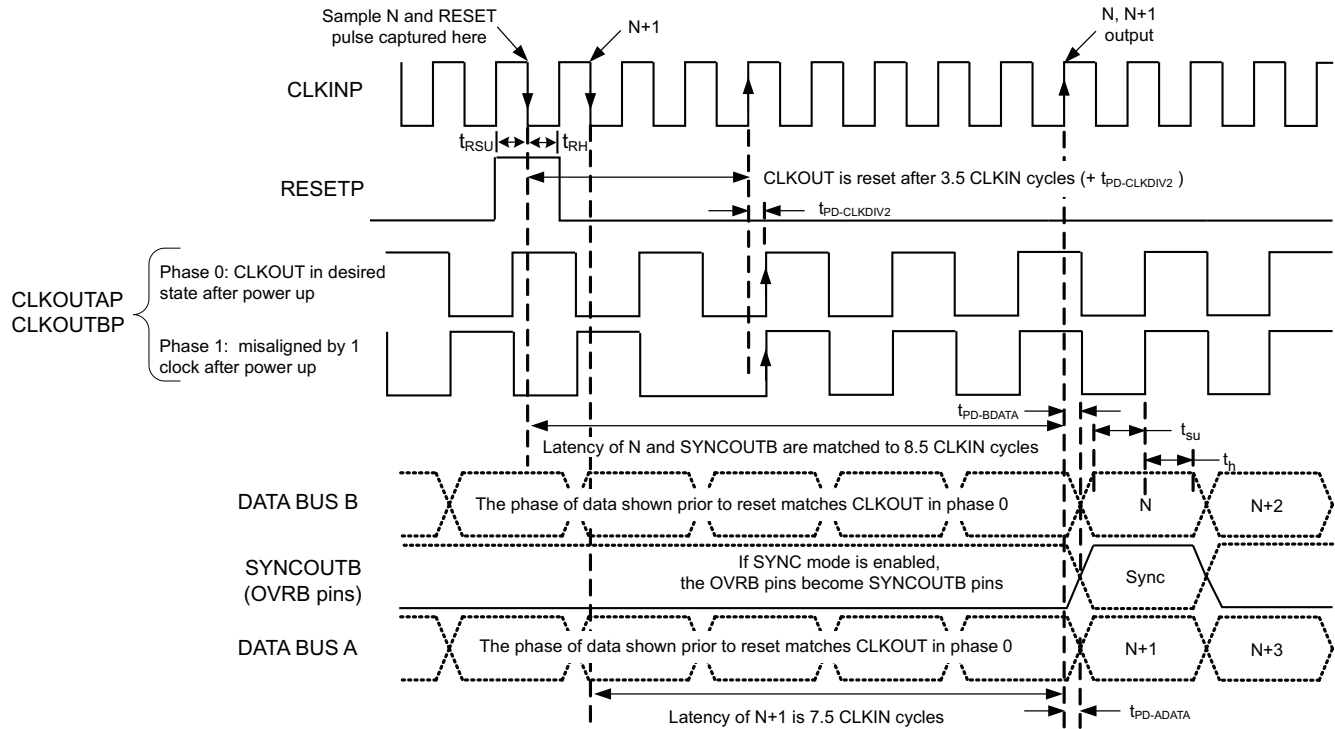 Sample N and RESET
pulse captured here
N+1
N, N+1
output
CLKINP
tRSU
tRH
RESETP
CLKOUT is reset after 3.5 CLKIN cycles (+ tPD-CLKDIV2 )
tPD-CLKDIV2
CLKOUTAP
CLKOUTBP
Phase 0: CLKOUT in desired
state after power up
Phase 1: misaligned by 1
clock after power up
tPD-BDATA
tsu
Latency of N and SYNCOUTB are matched to 8.5 CLKIN cycles
th
DATA BUS B
The phase of data shown prior to reset matches CLKOUT in phase 0
N
N+2
SYNCOUTB
(OVRB pins)
If SYNC mode is enabled,
the OVRB pins become SYNCOUTB pins
Sync
DATA BUS A
The phase of data shown prior to reset matches CLKOUT in phase 0
N+1
N+3
Latency of N+1 is 7.5 CLKIN cycles
tPD-ADATA